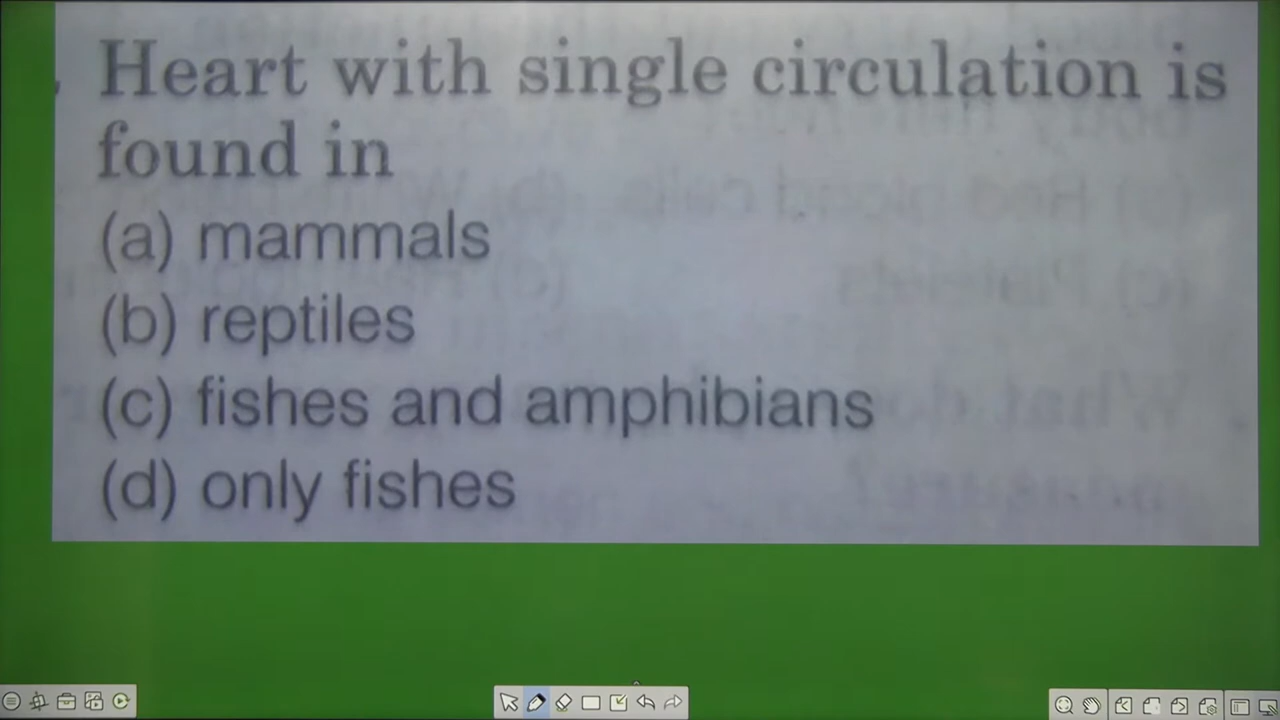 Heart with single circulation is
found in
(a) mammals
(b) reptiles
(c) fishes and amphibians
(d) only fishes